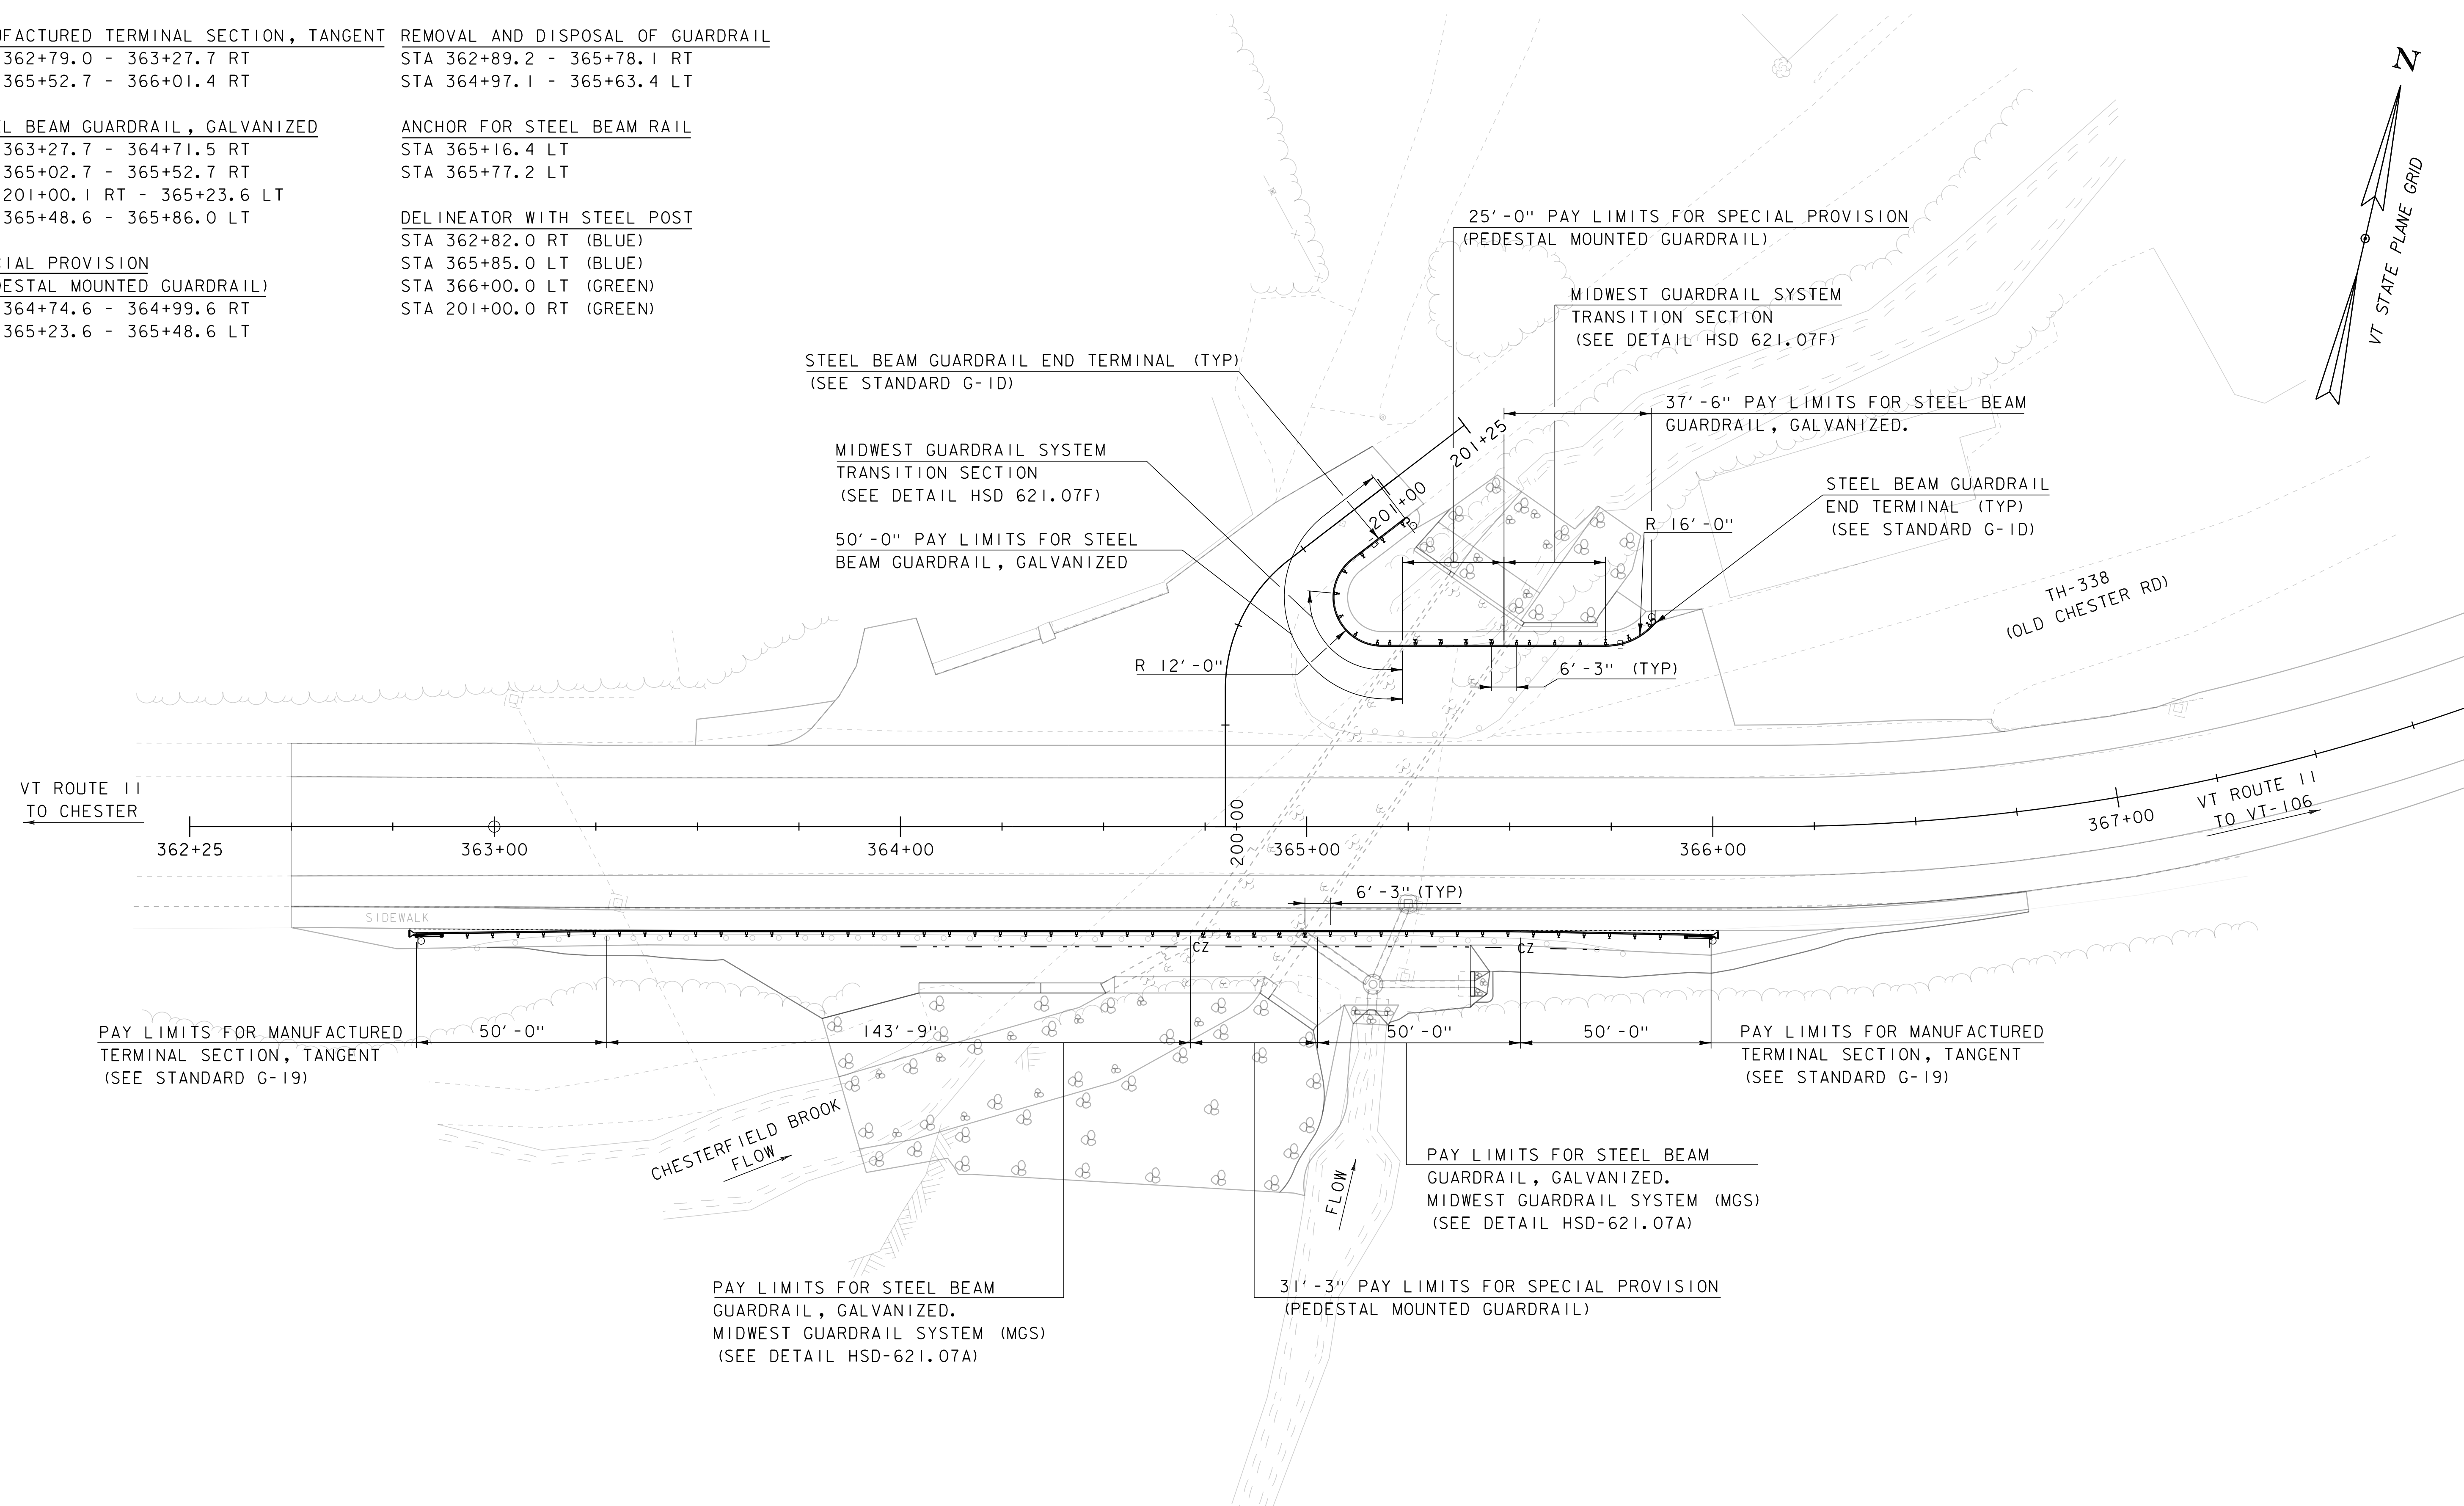 UFACTURED TERMINAL SECTION, TANGENT
362+79.0 - 363+27.7 RT
365+52.7 - 366+01.4 RT
EL BEAM GUARDRAIL, GALVANIZED
363+27.7 - 364+71.5 RT
365+02.7 - 365+52.7 RT
201+00.1 RT - 365+23.6 LT
365+48.6 - 365+86.0 LT
CIAL PROVISION
DESTAL MOUNTED GUARDRAIL)
364+74.6 - 364+99.6 RT
365+23.6 - 365+48.6 LT
REMOVAL AND DISPOSAL OF GUARDRAIL
STA 362+89.2 - 365+78.1 RT
STA 364+97.1 - 365+63.4 LT
ANCHOR FOR STEEL BEAM RAIL
STA 365+16.4 LT
STA 365+77.2 LT
DELINEATOR WITH STEEL POST
STA 362+82.0 RT (BLUE)
STA 365+85.0 LT (BLUE)
STA 366+00.0 LT (GREEN)
STA 201+00.0 RT (GREEN)
N
VT STATE PLANE GRID
25'-0" PAY LIMITS FOR SPECIAL PROVISION
(PEDESTAL MOUNTED GUARDRAIL)
MIDWEST GUARDRAIL SYSTEM
TRANSITION SECTION
(SEE DETAIL HSD 621.07F)
STEEL BEAM GUARDRAIL END TERMINAL (TYP)
(SEE STANDARD G-1D)
37'-6" PAY LIMITS FOR STEEL BEAM
GUARDRAIL, GALVANIZED.
201+25
MIDWEST GUARDRAIL SYSTEM
TRANSITION SECTION
(SEE DETAIL HSD 621.07F)
201+00
STEEL BEAM GUARDRAIL
END TERMINAL (TYP)
(SEE STANDARD G-1D)
R 16'-0"
50'-0" PAY LIMITS FOR STEEL
BEAM GUARDRAIL, GALVANIZED
TH-338
(OLD CHESTER RD)
R 12'-0"
6'-3" (TYP)
VT ROUTE 11
TO CHESTER
VT ROUTE 11
TO VT-106
362+25
363+00
364+00
200+00
365+00
366+00
367+00
6'-3" (TYP)
SIDEWALK
CZ
CZ
PAY LIMITS FOR MANUFACTURED
TERMINAL SECTION, TANGENT
(SEE STANDARD G-19)
50'-0"
143'-9"
50'-0"
50'-0"
PAY LIMITS FOR MANUFACTURED
TERMINAL SECTION, TANGENT
(SEE STANDARD G-19)
CHESTERFIELD BROOK
FLOW
FLOW
PAY LIMITS FOR STEEL BEAM
GUARDRAIL, GALVANIZED.
MIDWEST GUARDRAIL SYSTEM (MGS)
(SEE DETAIL HSD-621.07A)
PAY LIMITS FOR STEEL BEAM
GUARDRAIL, GALVANIZED.
MIDWEST GUARDRAIL SYSTEM (MGS)
(SEE DETAIL HSD-621.07A)
31'-3" PAY LIMITS FOR SPECIAL PROVISION
(PEDESTAL MOUNTED GUARDRAIL)